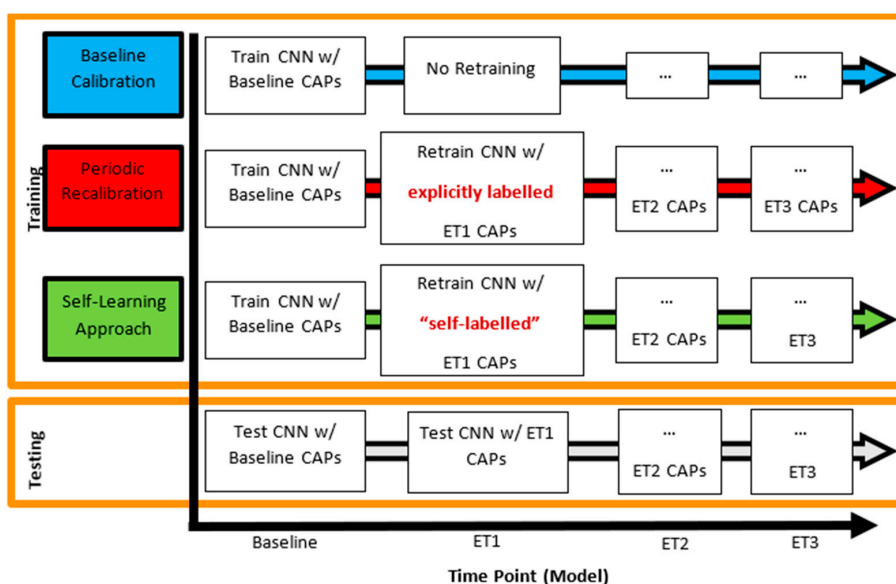 Training
Baseline
Calibration
Train CNN w/
Baseline CAPs
No Retraining
...
...
Periodic
Recalibration
Train CNN w/
Baseline CAPs
Retrain CNN w/
explicitly labelled
ET1 CAPs
...
ET2 CAPs
...
ET3 CAPs
Self-Learning
Approach
Train CNN w/
Baseline CAPs
Retrain CNN w/
“self-labelled”
ET1 CAPs
...
ET2 CAPs
...
ET3
Testing
Test CNN w/
Baseline CAPs
Test CNN w/ ET1
CAPs
...
ET2 CAPs
...
ET3
Baseline
ET1
ET2
ET3
Time Point (Model)